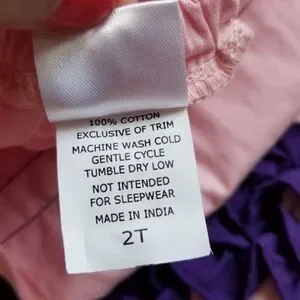 100% COTTON
EXCLUSIVE OF TRIM
MACHINE WASH COLD
GENTLE CYCLE
TUMBLE DRY LOW
NOT INTENDED
FOR SLEEPWEAR
MADE IN INDIA
2T